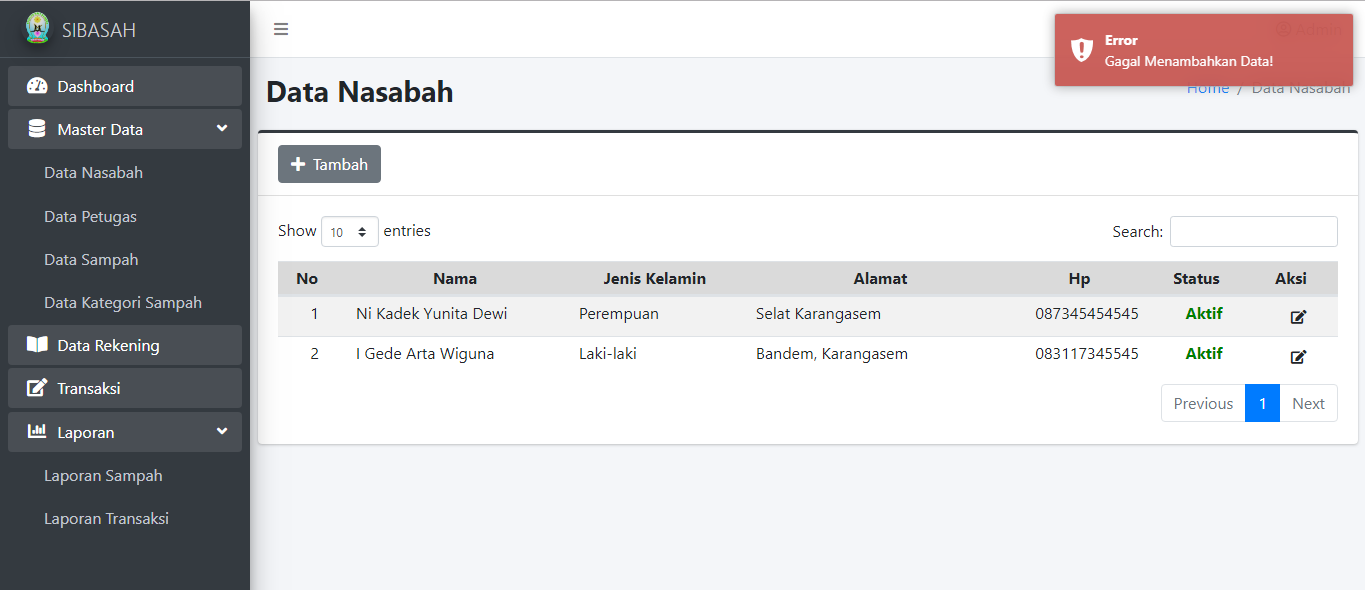 SIBASAH
Admin
Error
Gagal Menambahkan Data!
Dashboard
Data Nasabah
Home / Data Nasabah
Master Data
Tambah
Data Nasabah
Data Petugas
Show 10 entries
Search:
Data Sampah
No Nama Jenis Kelamin Alamat Hp Status Aksi
Data Kategori Sampah
1 Ni Kadek Yunita Dewi Perempuan Selat Karangasem 087345454545 Aktif
Data Rekening
2 I Gede Arta Wiguna Laki-laki Bandem, Karangasem 083117345545 Aktif
Transaksi
Previous 1 Next
Laporan
Laporan Sampah
Laporan Transaksi